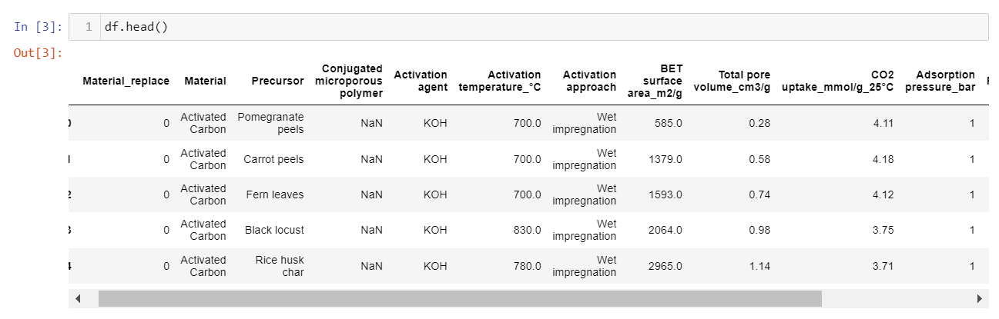 In [3]: 1 df.head()
Out[3]:
Material_replace Material Precursor Conjugated microporous polymer Activation agent Activation temperature_°C Activation approach BET surface area_m2/g Total pore volume_cm3/g CO2 uptake_mmol/g_25°C Adsorption pressure_bar
0 Activated Carbon Pomegranate peels NaN KOH 700.0 Wet impregnation 585.0 0.28 4.11 1
0 Activated Carbon Carrot peels NaN KOH 700.0 Wet impregnation 1379.0 0.58 4.18 1
2 0 Activated Carbon Fern leaves NaN KOH 700.0 Wet impregnation 1593.0 0.74 4.12 1
3 0 Activated Carbon Black locust NaN KOH 830.0 Wet impregnation 2064.0 0.98 3.75 1
4 0 Activated Carbon Rice husk char NaN KOH 780.0 Wet impregnation 2965.0 1.14 3.71 1